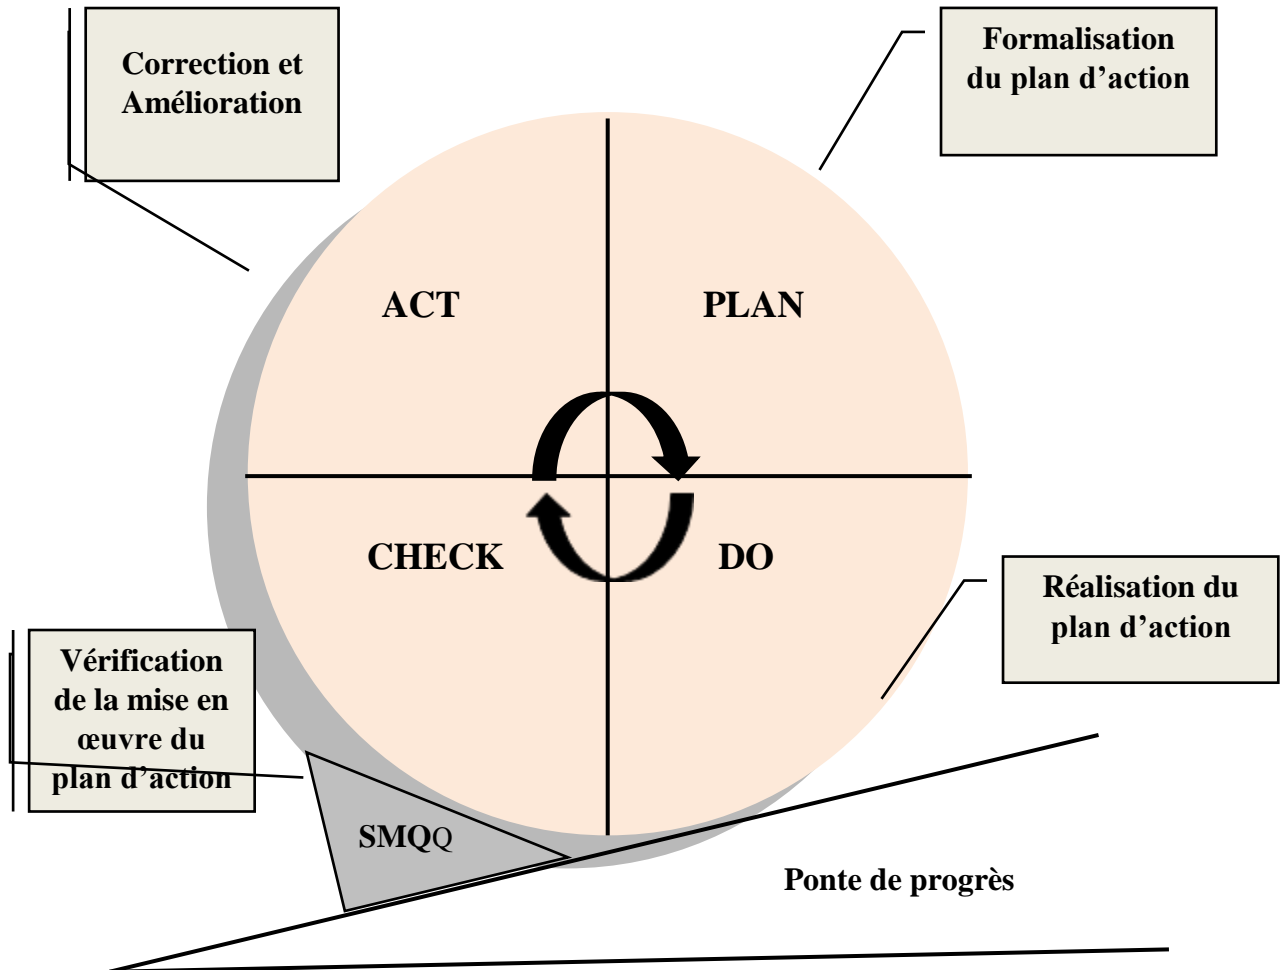 Correction et
Amélioration
Formalisation
du plan d’action
ACT
PLAN
CHECK
DO
Réalisation du
plan d’action
Vérification
de la mise en
œuvre du
plan d’action
SMQQ
Ponte de progrès